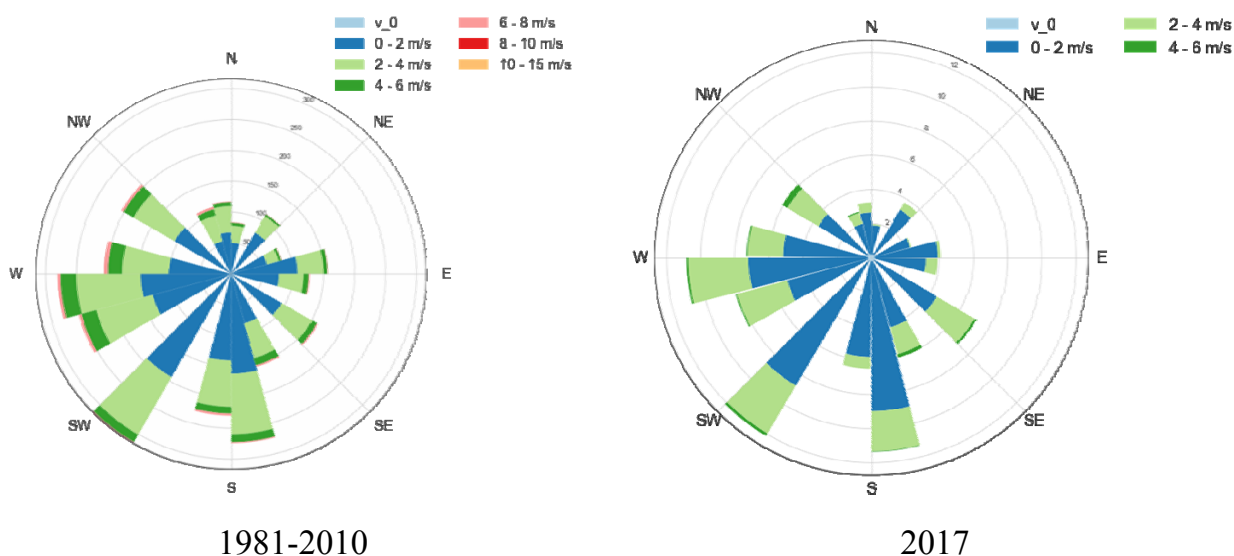 v_0
0 - 2 m/s
2 - 4 m/s
4 - 6 m/s
6 - 8 m/s
8 - 10 m/s
10 - 15 m/s
N
NE
E
SE
S
SW
W
NW
50
100
150
200
250
300
1981-2010
v_0
0 - 2 m/s
2 - 4 m/s
4 - 6 m/s
N
NE
E
SE
S
SW
W
NW
2
4
6
8
10
12
2017